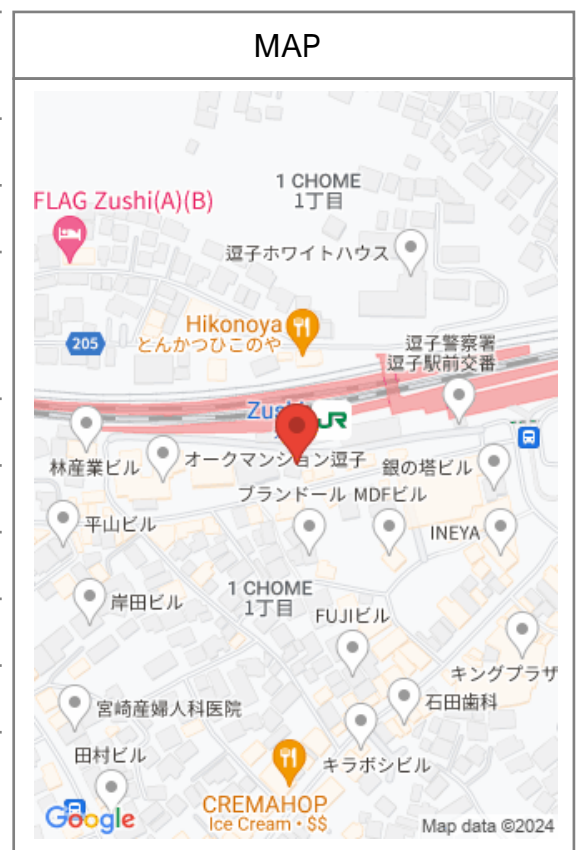 MAP
FLAG Zushi(A)(B)
1 CHOME
1丁目
逗子ホワイトハウス
Hikonoya
とんかつひこのや
205
逗子警察署
逗子駅前交番
Zushi
JR
林産業ビル
オークマンション逗子
銀の塔ビル
ブランドール
MDFビル
平山ビル
INEYA
1 CHOME
1丁目
岸田ビル
FUJIビル
キングプラザ
宮崎産婦人科医院
石田歯科
田村ビル
キラボシビル
CREMAHOP
Ice Cream・$$
Google
Map data ©2024